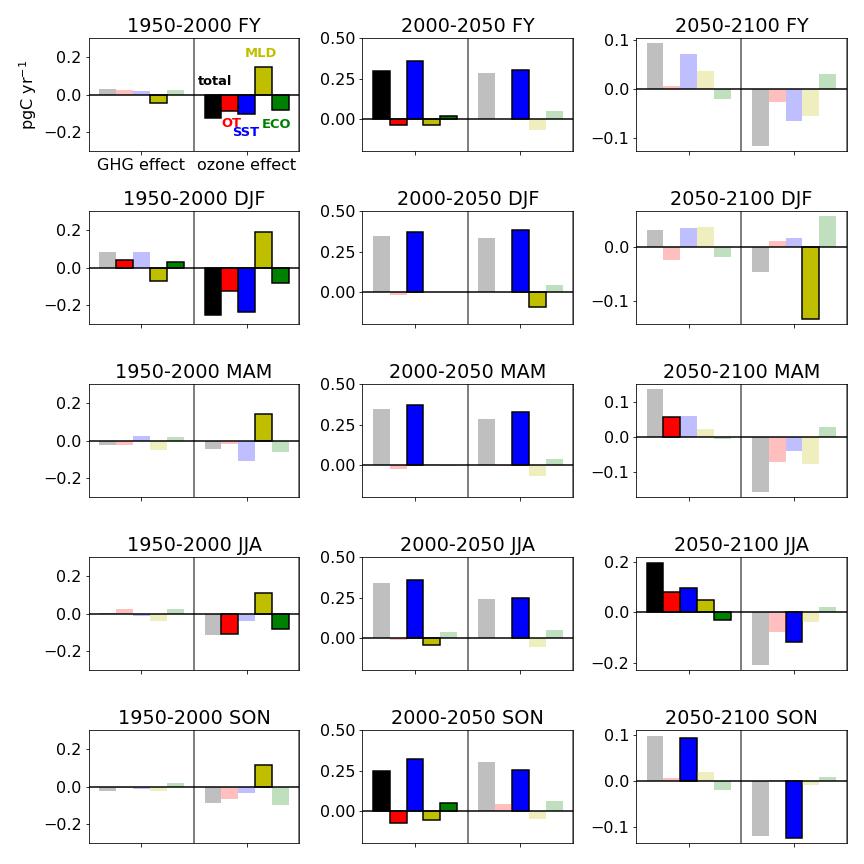 1950-2000 FY
2000-2050 FY
2050-2100 FY
pgC yr⁻¹
0.2
0.0
−0.2
total
MLD
OT
SST
ECO
GHG effect
ozone effect
0.50
0.25
0.00
0.1
0.0
−0.1
1950-2000 DJF
2000-2050 DJF
2050-2100 DJF
0.2
0.0
−0.2
0.50
0.25
0.00
0.0
−0.1
1950-2000 MAM
2000-2050 MAM
2050-2100 MAM
0.2
0.0
−0.2
0.50
0.25
0.00
0.1
0.0
−0.1
1950-2000 JJA
2000-2050 JJA
2050-2100 JJA
0.2
0.0
−0.2
0.50
0.25
0.00
0.2
0.0
−0.2
1950-2000 SON
2000-2050 SON
2050-2100 SON
0.2
0.0
−0.2
0.50
0.25
0.00
0.1
0.0
−0.1